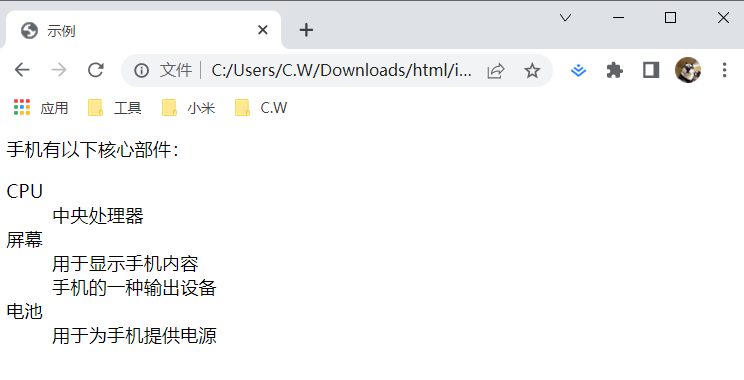 示例
文件 C:/Users/C.W/Downloads/html/i...
应用 工具 小米 C.W
手机有以下核心部件：
CPU
中央处理器
屏幕
用于显示手机内容
手机的一种输出设备
电池
用于为手机提供电源